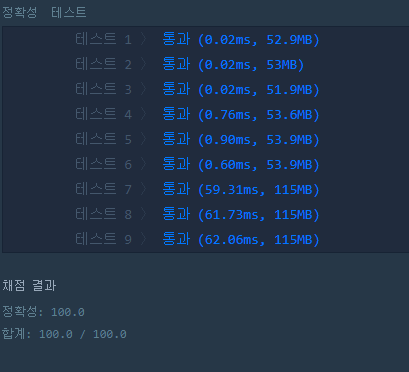 정확성 테스트
테스트 1 〉 통과 (0.02ms, 52.9MB)
테스트 2 〉 통과 (0.02ms, 53MB)
테스트 3 〉 통과 (0.02ms, 51.9MB)
테스트 4 〉 통과 (0.76ms, 53.6MB)
테스트 5 〉 통과 (0.90ms, 53.9MB)
테스트 6 〉 통과 (0.60ms, 53.9MB)
테스트 7 〉 통과 (59.31ms, 115MB)
테스트 8 〉 통과 (61.73ms, 115MB)
테스트 9 〉 통과 (62.06ms, 115MB)
채점 결과
정확성: 100.0
합계: 100.0 / 100.0